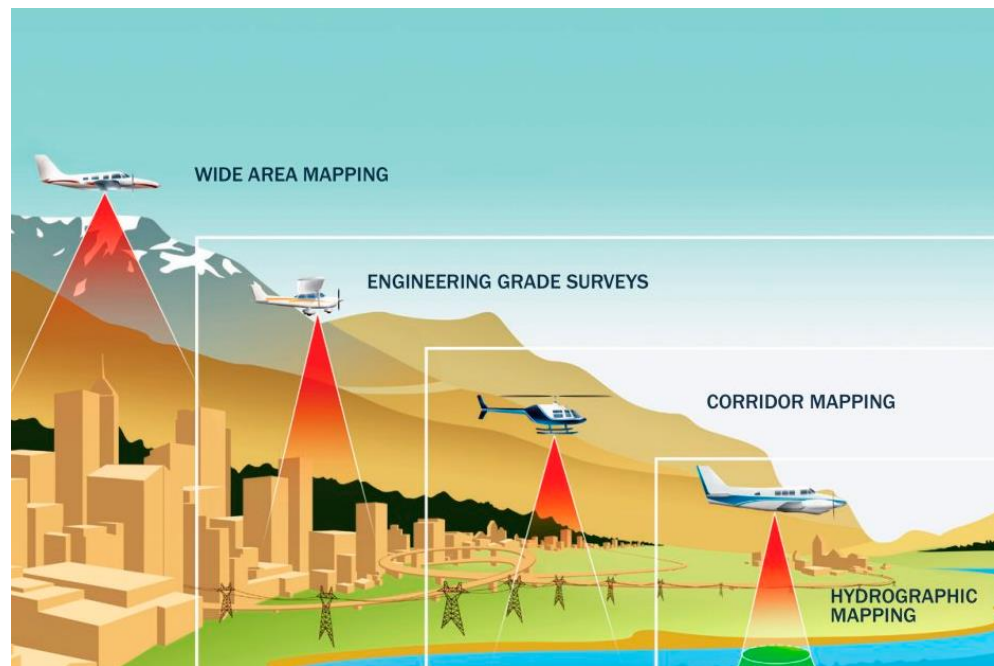 WIDE AREA MAPPING
ENGINEERING GRADE SURVEYS
CORRIDOR MAPPING
HYDROGRAPHIC
MAPPING